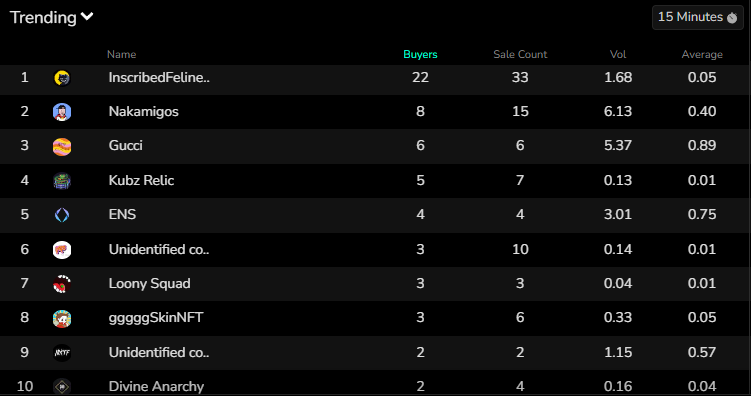 Trending
15 Minutes
Name Buyers Sale Count Vol Average
1 InscribedFeline.. 22 33 1.68 0.05
2 Nakamigos 8 15 6.13 0.40
3 Gucci 6 6 5.37 0.89
4 Kubz Relic 5 7 0.13 0.01
5 ENS 4 4 3.01 0.75
6 Unidentified co.. 3 10 0.14 0.01
7 Loony Squad 3 3 0.04 0.01
8 gggggSkinNFT 3 6 0.33 0.05
9 Unidentified co.. 2 2 1.15 0.57
10 Divine Anarchy 2 4 0.16 0.04